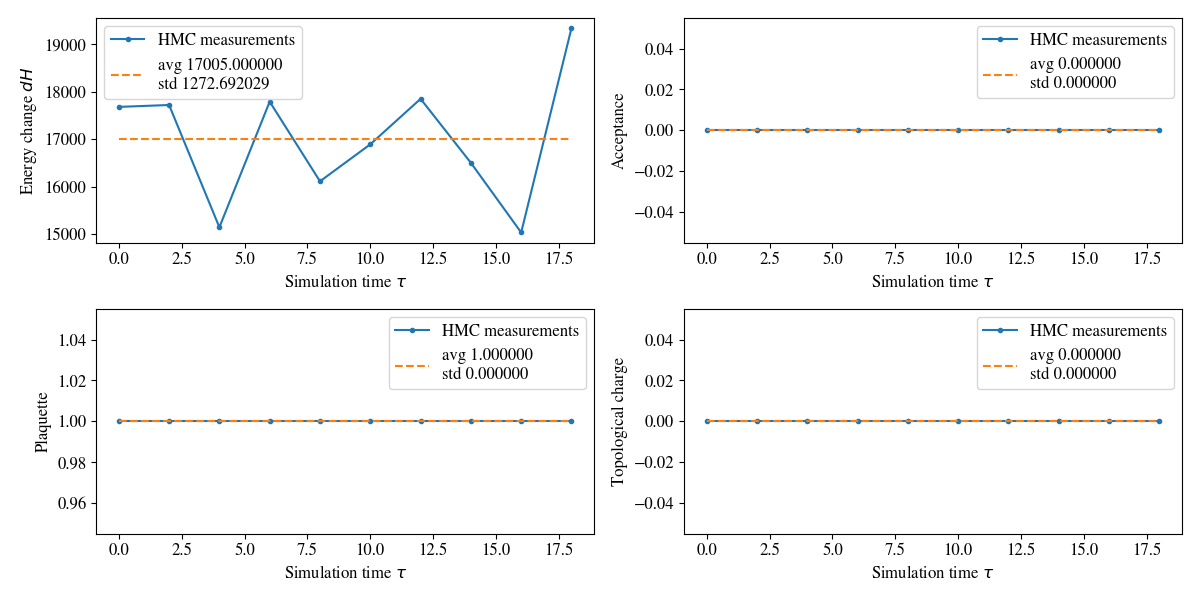 HMC measurements
avg 17005.000000
std 1272.692029
19000
18000
17000
16000
15000
Energy change dH
0.0 2.5 5.0 7.5 10.0 12.5 15.0 17.5
Simulation time τ
HMC measurements
avg 0.000000
std 0.000000
0.04
0.02
0.00
−0.02
−0.04
Acceptance
0.0 2.5 5.0 7.5 10.0 12.5 15.0 17.5
Simulation time τ
HMC measurements
avg 1.000000
std 0.000000
1.04
1.02
1.00
0.98
0.96
Plaquette
0.0 2.5 5.0 7.5 10.0 12.5 15.0 17.5
Simulation time τ
HMC measurements
avg 0.000000
std 0.000000
0.04
0.02
0.00
−0.02
−0.04
Topological charge
0.0 2.5 5.0 7.5 10.0 12.5 15.0 17.5
Simulation time τ